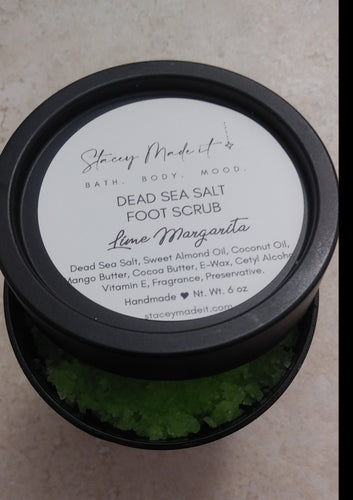 Stacey Made it
BATH. BODY. MOOD.
DEAD SEA SALT
FOOT SCRUB
Lime Margarita
Dead Sea Salt, Sweet Almond Oil, Coconut Oil,
Mango Butter, Cocoa Butter, E-Wax, Cetyl Alcohol
Vitamin E, Fragrance, Preservative.
Handmade ♥ Nt. Wt. 6 oz
staceymadeit.com